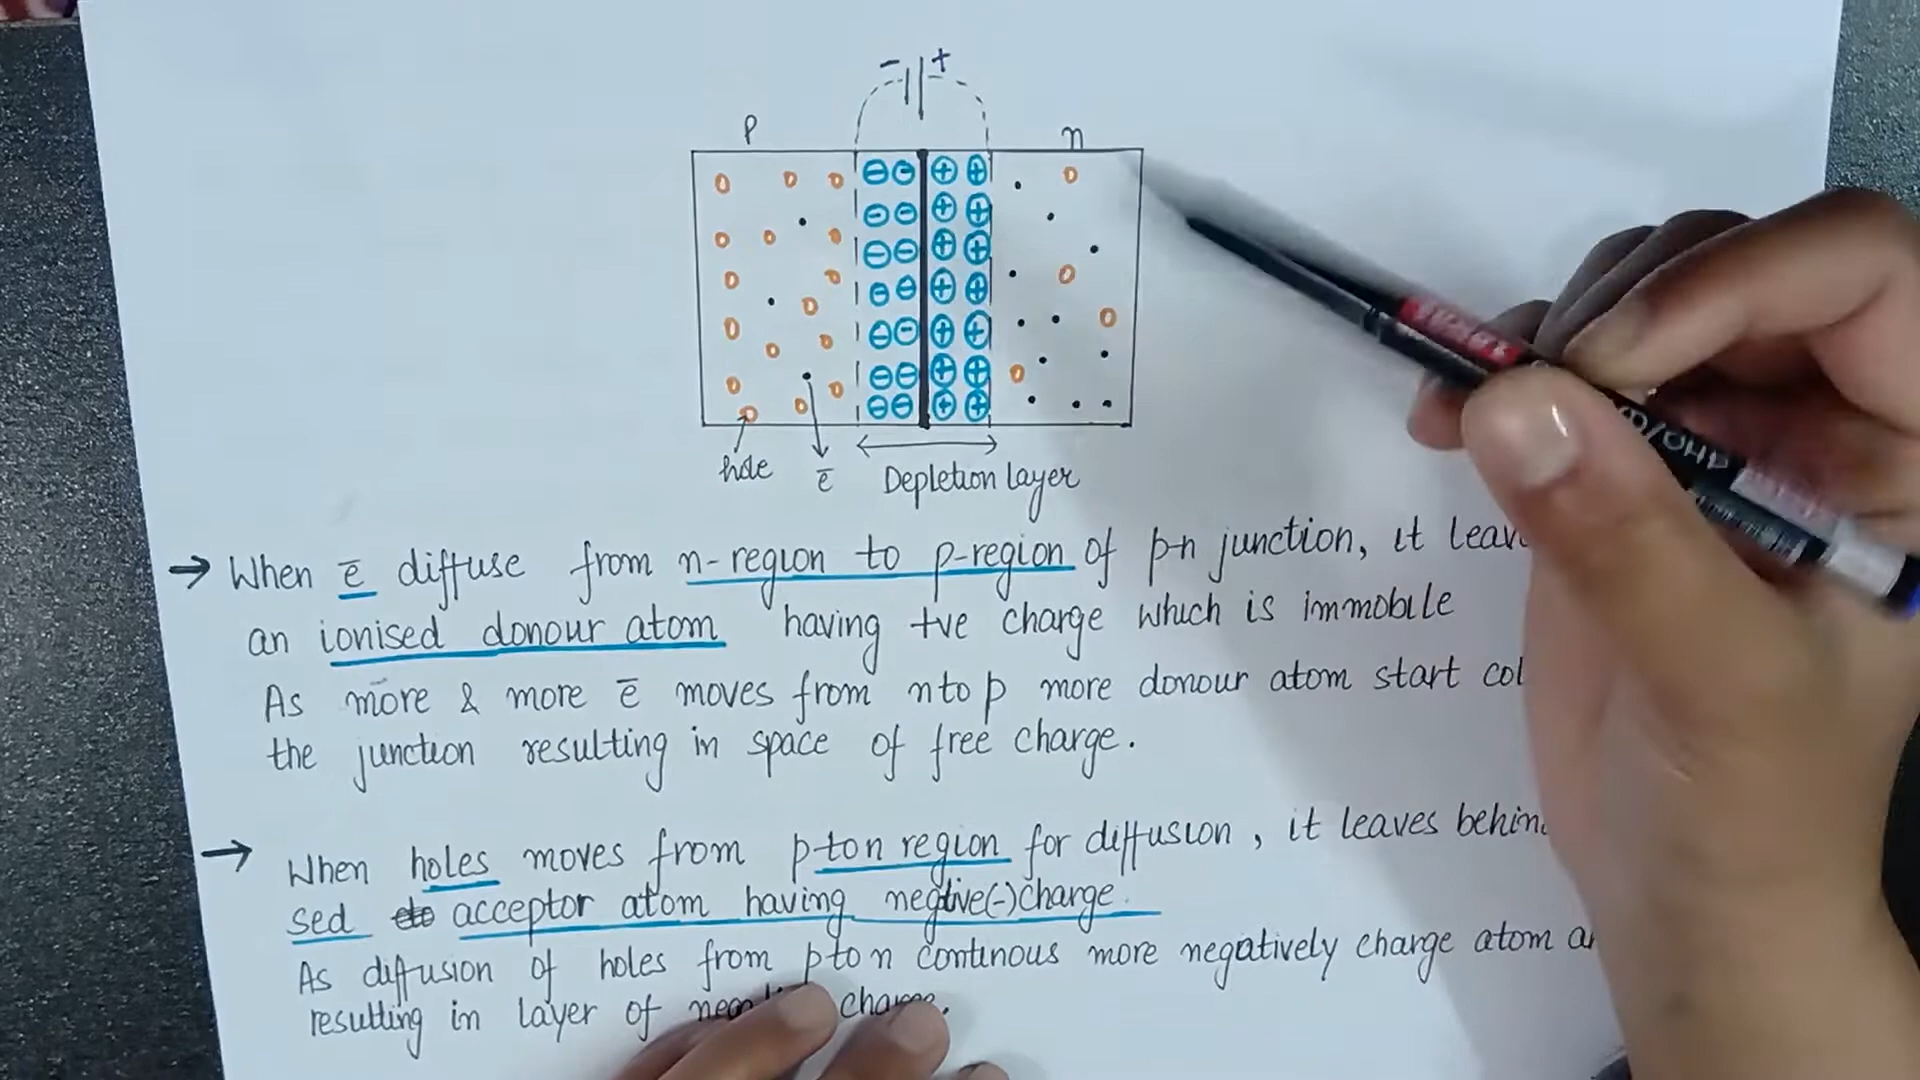 - +
p n
hole ē Depletion layer
→ When ē diffuse from n-region to p-region of p-n junction, it leav
an ionised donour atom having +ve charge which is immobile
As more & more ē moves from n to p more donour atom start col
the junction resulting in space of free charge.
→ When holes moves from p to n region for diffusion, it leaves behin
sed acceptor atom having negtive(-)charge.
As diffusion of holes from p to n continous more negatively charge atom ar
resulting in layer of charge.